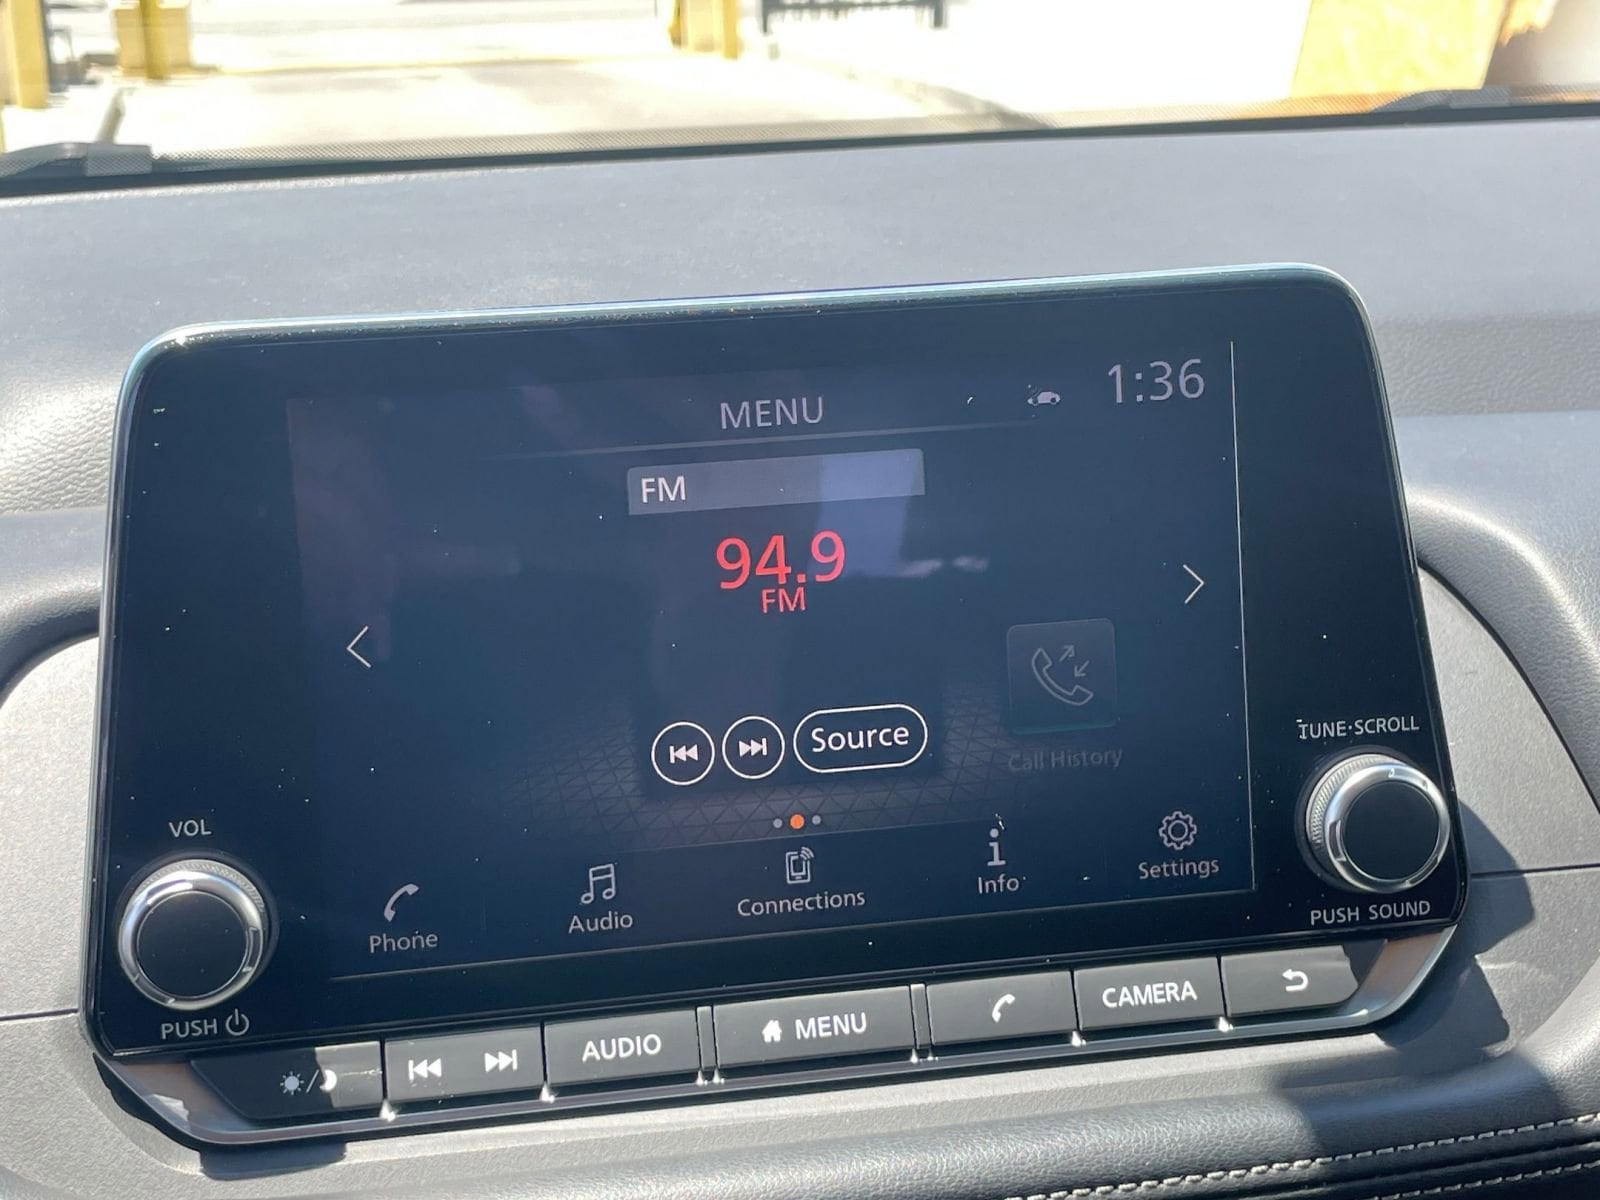 MENU
1:36
FM
94.9
FM
Source
Call History
TUNE·SCROLL
VOL
Phone
Audio
Connections
Info
Settings
PUSH SOUND
PUSH
AUDIO
MENU
CAMERA